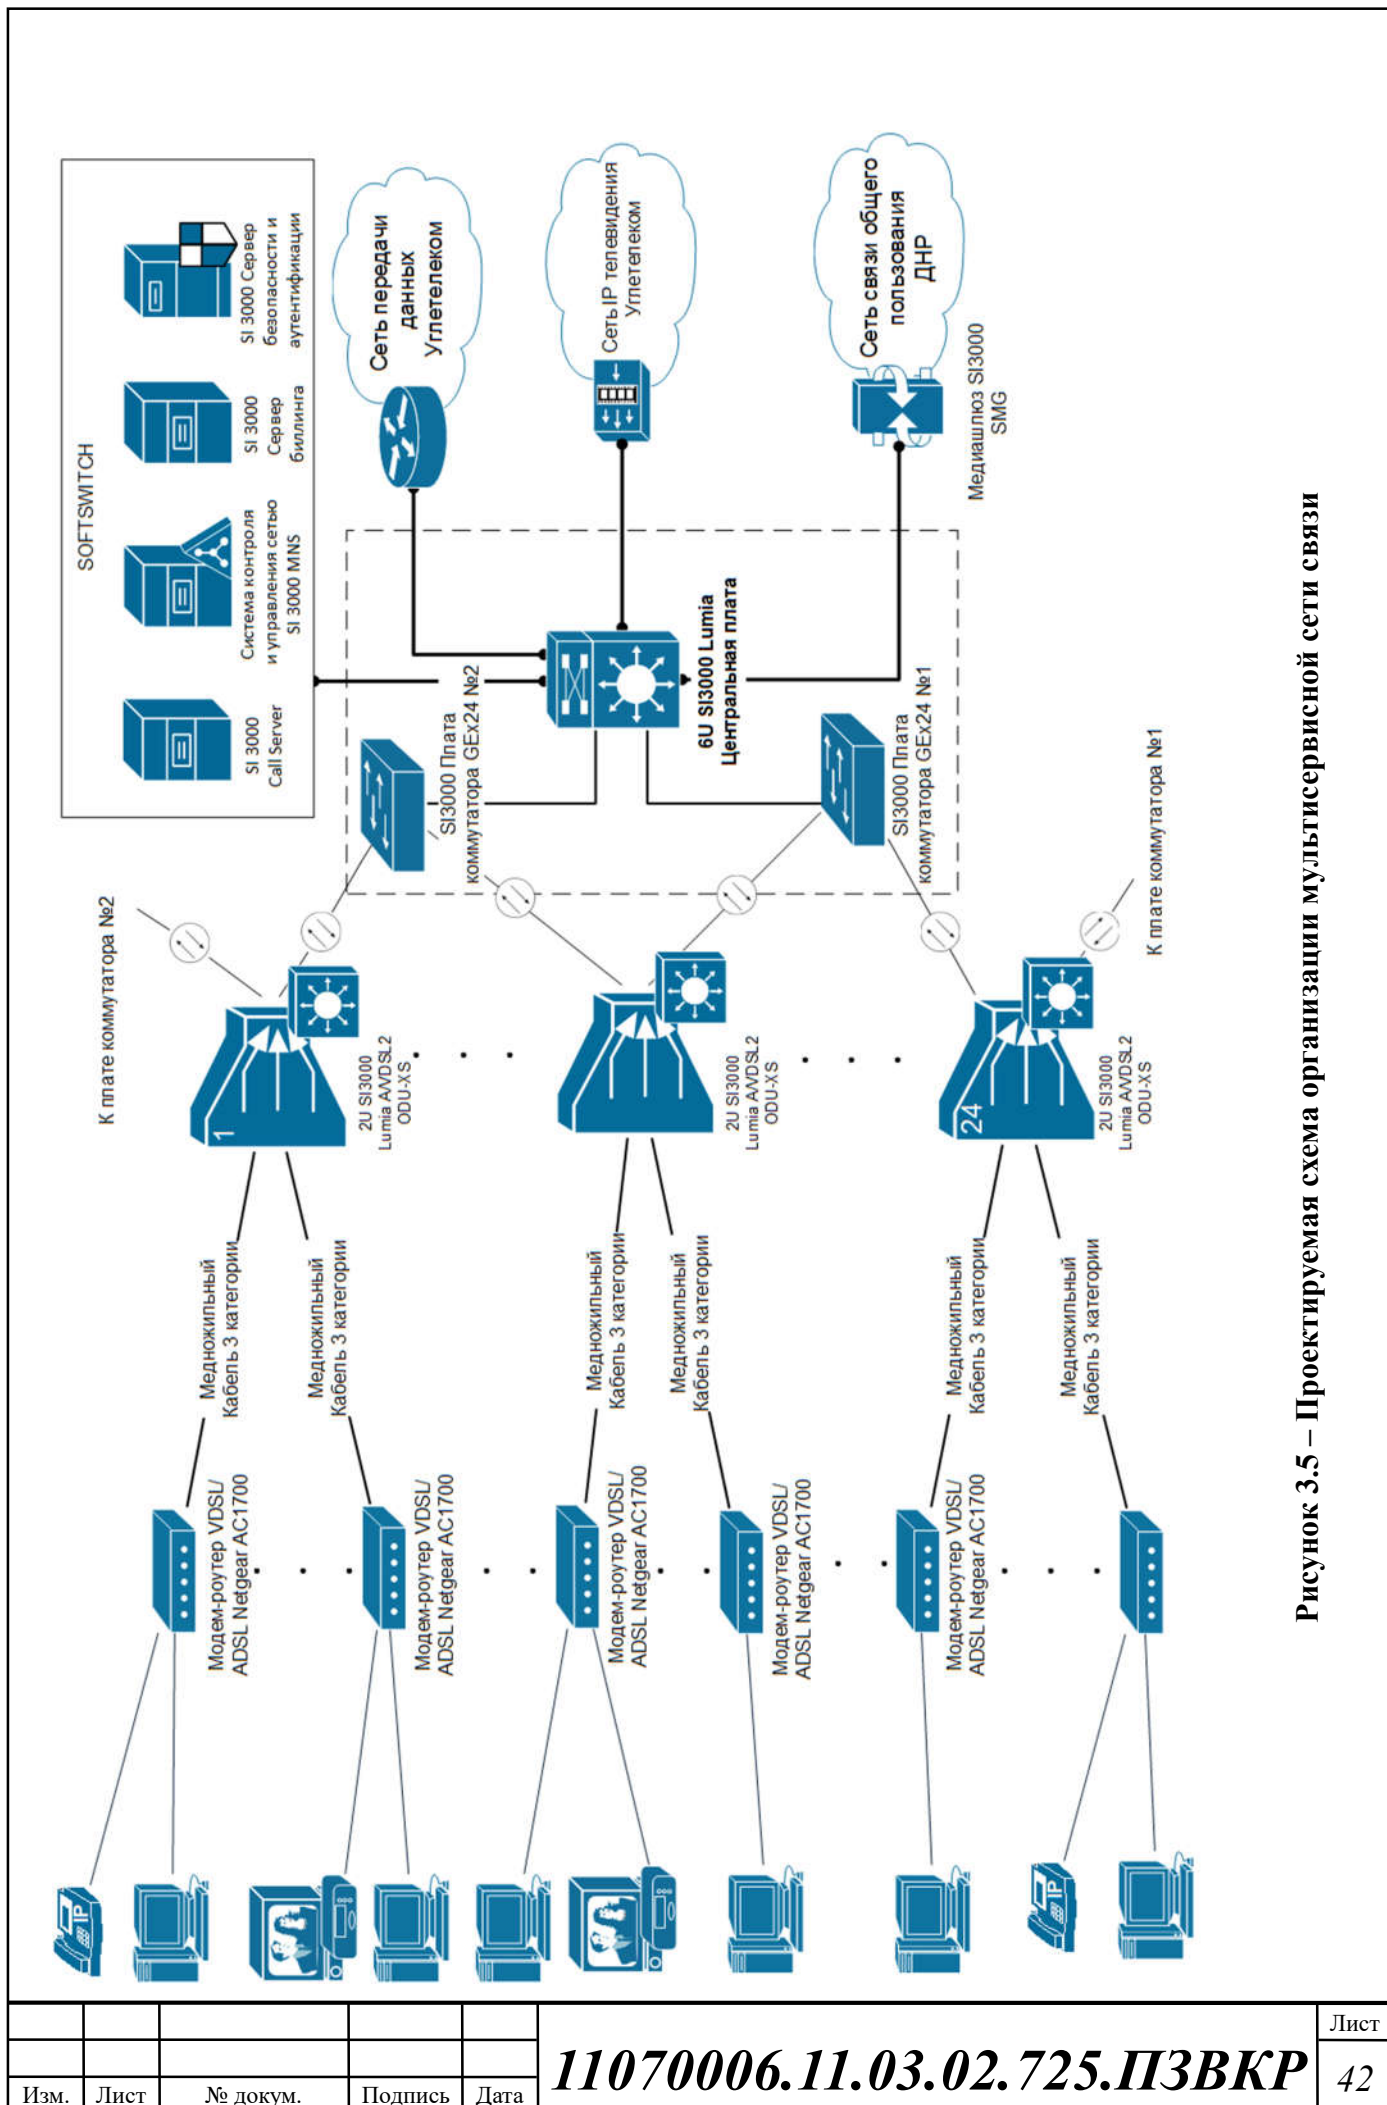 SOFTSWITCH
SI 3000
Call Server
Система контроля
и управления сетью
SI 3000 MNS
SI 3000
Сервер
биллинга
SI 3000 Сервер
безопасности и
аутентификации
Сеть передачи
данных
Углетелеком
Сеть IP телевидения
Углетелеком
Сеть связи общего
пользования
ДНР
Медиашлюз SI3000
SMG
6U SI3000 Lumia
Центральная плата
SI3000 Плата
коммутатора GEx24 №2
SI3000 Плата
коммутатора GEx24 №1
К плате коммутатора №2
К плате коммутатора №1
1
2U SI3000
Lumia A/VDSL2
ODU-XS
2U SI3000
Lumia A/VDSL2
ODU-XS
24
2U SI3000
Lumia A/VDSL2
ODU-XS
Медножильный
Кабель 3 категории
Медножильный
Кабель 3 категории
Медножильный
Кабель 3 категории
Медножильный
Кабель 3 категории
Медножильный
Кабель 3 категории
Медножильный
Кабель 3 категории
Модем-роутер VDSL/
ADSL Netgear AC1700
Модем-роутер VDSL/
ADSL Netgear AC1700
Модем-роутер VDSL/
ADSL Netgear AC1700
Модем-роутер VDSL/
ADSL Netgear AC1700
Модем-роутер VDSL/
ADSL Netgear AC1700
IP
IP
Рисунок 3.5 – Проектируемая схема организации мультисервисной сети связи
11070006.11.03.02.725.ПЗВКР
Лист
42
Изм. Лист № докум. Подпись Дата